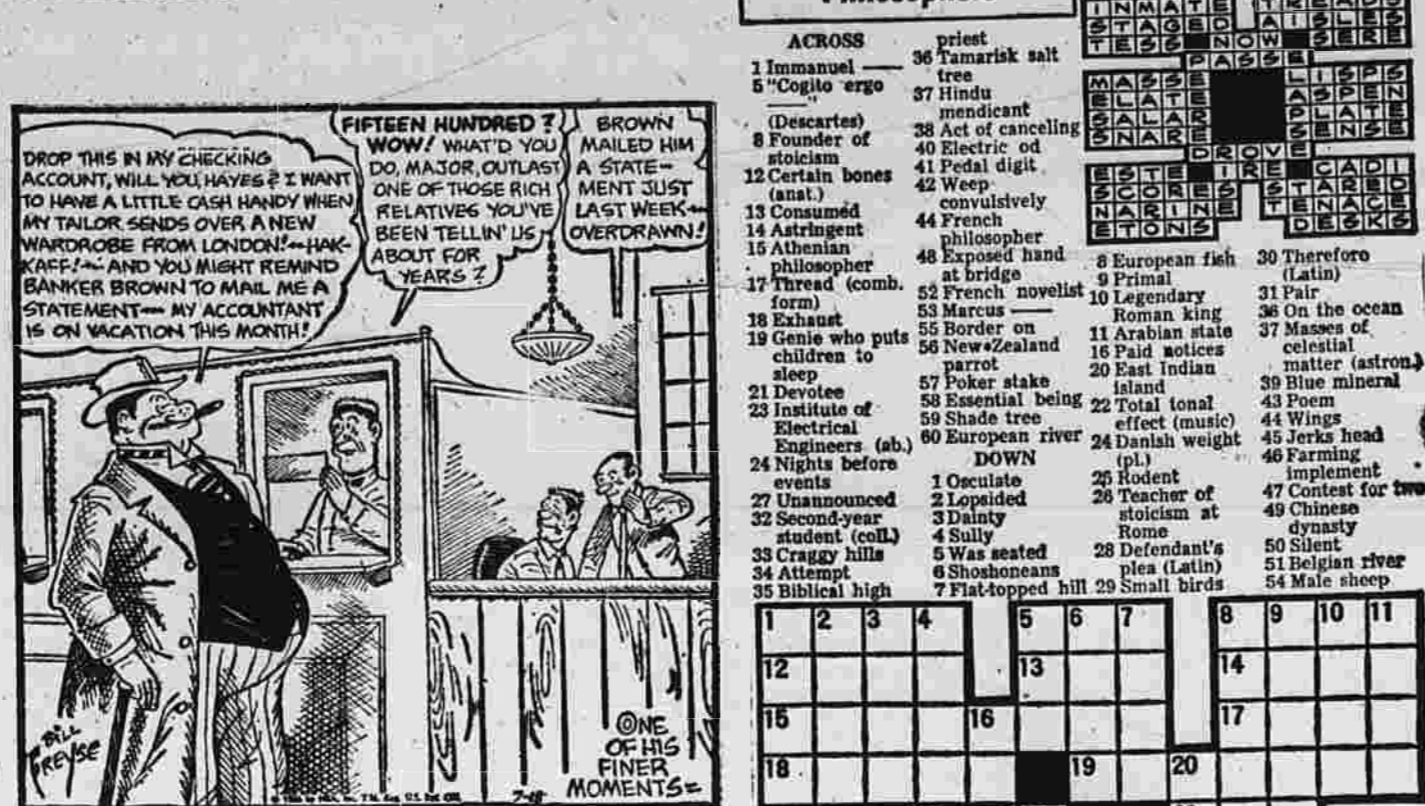 DROP THIS IN MY CHECKING
ACCOUNT, WILL YOU, HAYES? I WANT
TO HAVE A LITTLE CASH HANDY WHEN
MY TAILOR SENDS OVER A NEW
WARDROBE FROM LONDON!~HAK-
KAFF!~ AND YOU MIGHT REMIND
BANKER BROWN TO MAIL ME A
STATEMENT~~ MY ACCOUNTANT
IS ON VACATION THIS MONTH!
FIFTEEN HUNDRED?
WOW! WHAT'D YOU
DO, MAJOR, OUTLAST
ONE OF THOSE RICH
RELATIVES YOU'VE
BEEN TELLIN' US
ABOUT FOR
YEARS?
BROWN
MAILED HIM
A STATE-
MENT JUST
LAST WEEK~
OVERDRAWN!
BILL
FREYSE
7-18
©NE
OF HIS
FINER
MOMENTS=
ACROSS
1 Immanuel ——
5 "Cogito ergo
——"
(Descartes)
8 Founder of
stoicism
12 Certain bones
(anat.)
13 Consumed
14 Astringent
15 Athenian
philosopher
17 Thread (comb.
form)
18 Exhaust
19 Genie who puts
children to
sleep
21 Devotee
23 Institute of
Electrical
Engineers (ab.)
24 Nights before
events
27 Unannounced
32 Second-year
student (coll.)
33 Craggy hills
34 Attempt
35 Biblical high
priest
36 Tamarisk salt
tree
37 Hindu
mendicant
38 Act of canceling
40 Electric od
41 Pedal digit
42 Weep
convulsively
44 French
philosopher
48 Exposed hand
at bridge
52 French novelist
53 Marcus ——
55 Border on
56 New Zealand
parrot
57 Poker stake
58 Essential being
59 Shade tree
60 European river
DOWN
1 Osculate
2 Lopsided
3 Dainty
4 Sully
5 Was seated
6 Shoshoneans
7 Flat-topped hill
8 European fish
9 Primal
10 Legendary
Roman king
11 Arabian state
16 Paid notices
20 East Indian
island
22 Total tonal
effect (music)
24 Danish weight
(pl.)
25 Rodent
26 Teacher of
stoicism at
Rome
28 Defendant's
plea (Latin)
29 Small birds
30 Therefore
(Latin)
31 Pair
36 On the ocean
37 Masses of
celestial
matter (astron.)
39 Blue mineral
43 Poem
44 Wings
45 Jerks head
46 Farming
implement
47 Contest for two
49 Chinese
dynasty
50 Silent
51 Belgian river
54 Male sheep
INMATE TREADS
STAGED AISLES
TESS NOW SERE
PASSE
MASSE LISPS
ELATE ASPEN
SALAR PLATE
SNARE SENSE
DROVE
ESTE IRE CADI
SCORES STARED
NARINE TENACE
ETONS DESKS
1 2 3 4 5 6 7 8 9 10 11
12 13 14
15 16 17
18 19 20